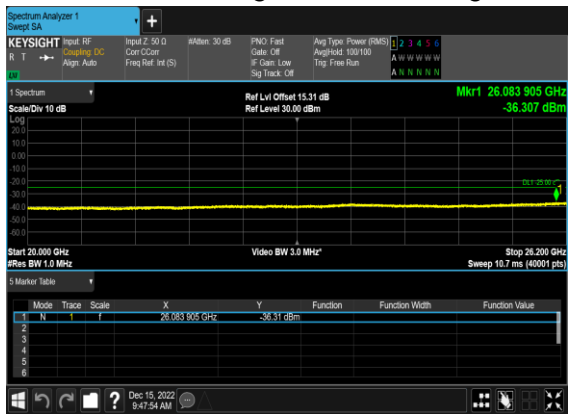 Spectrum Analyzer 1
Swept SA
+
KEYSIGHT Input: RF Input Z: 50 Ω #Atten: 30 dB PNO: Fast Avg Type: Power (RMS) 1 2 3 4 5 6
R T Coupling: DC Corr CCorr Gate: Off Avg|Hold: 100/100 A W W W W W
Align: Auto Freq Ref: Int (S) IF Gain: Low Trig: Free Run
Sig Track: Off A N N N N N
1 Spectrum
Ref Lvl Offset 15.31 dB Mkr1 26.083 905 GHz
Scale/Div 10 dB Ref Level 30.00 dBm -36.307 dBm
Log
20.0
10.0
0.00
-10.0
-20.0
-30.0
-40.0
-50.0
-60.0
1
Start 20.000 GHz Video BW 3.0 MHz* Stop 26.200 GHz
#Res BW 1.0 MHz Sweep 10.7 ms (40001 pts)
5 Marker Table
Mode Trace Scale X Y Function Function Width Function Value
1 N 1 f 26.083 905 GHz -36.31 dBm
2
3
4
5
6
? Dec 15, 2022
9:47:54 AM